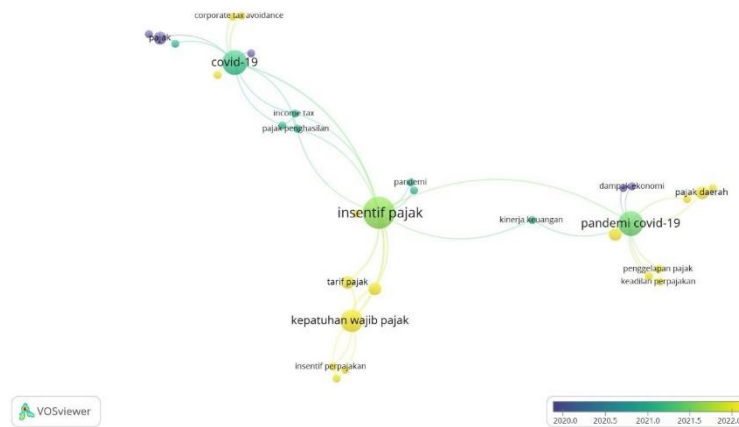 corporate tax avoidance
pajak
covid-19
income tax
pajak penghasilan
pandemi
insentif pajak
dampak ekonomi
pajak daerah
kinerja keuangan
pandemi covid-19
penggelapan pajak
keadilan perpajakan
tarif pajak
kepatuhan wajib pajak
insentif perpajakan
VOSviewer
2020.0 2020.5 2021.0 2021.5 2022.0